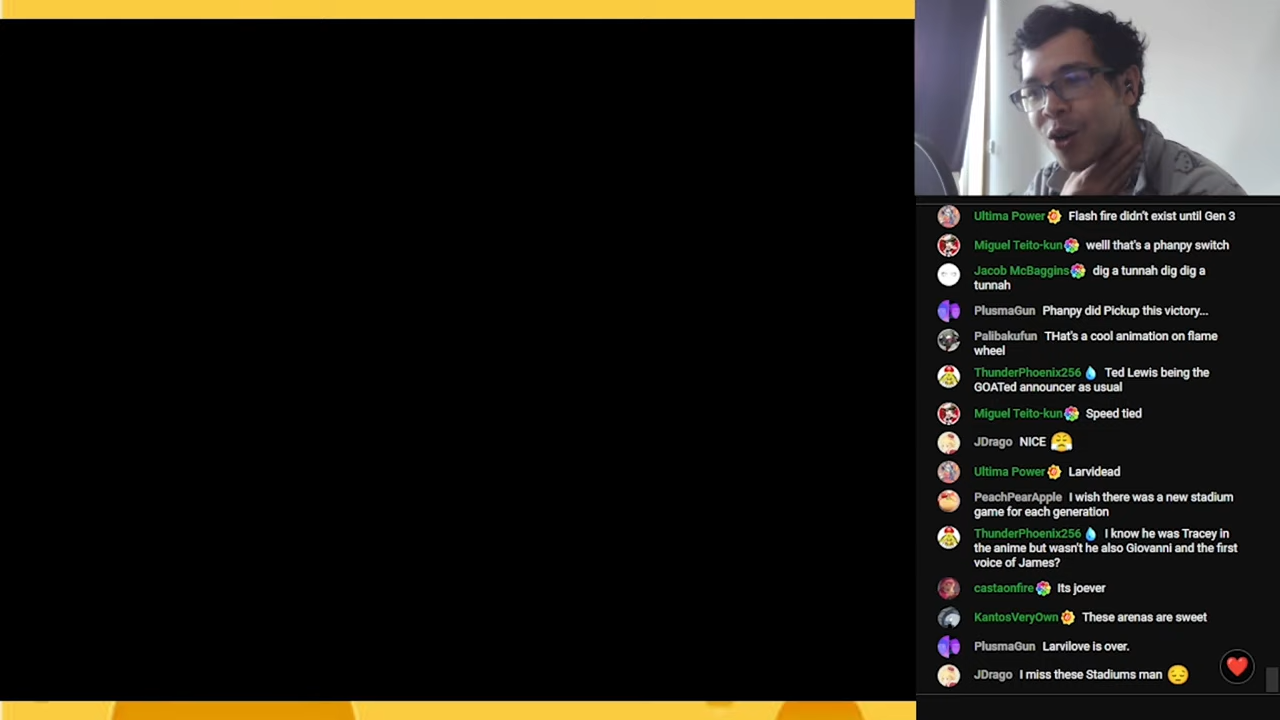 Ultima Power Flash fire didn't exist until Gen 3
Miguel Teito-kun welll that's a phanpy switch
Jacob McBaggins dig a tunnah dig dig a
tunnah
PlusmaGun Phanpy did Pickup this victory...
Palibakufun THat's a cool animation on flame
wheel
ThunderPhoenix256 Ted Lewis being the
GOATed announcer as usual
Miguel Teito-kun Speed tied
JDrago NICE 😤
Ultima Power Larvidead
PeachPearApple I wish there was a new stadium
game for each generation
ThunderPhoenix256 I know he was Tracey in
the anime but wasn't he also Giovanni and the first
voice of James?
castaonfire Its joever
KantosVeryOwn These arenas are sweet
PlusmaGun Larvilove is over.
JDrago I miss these Stadiums man 😔